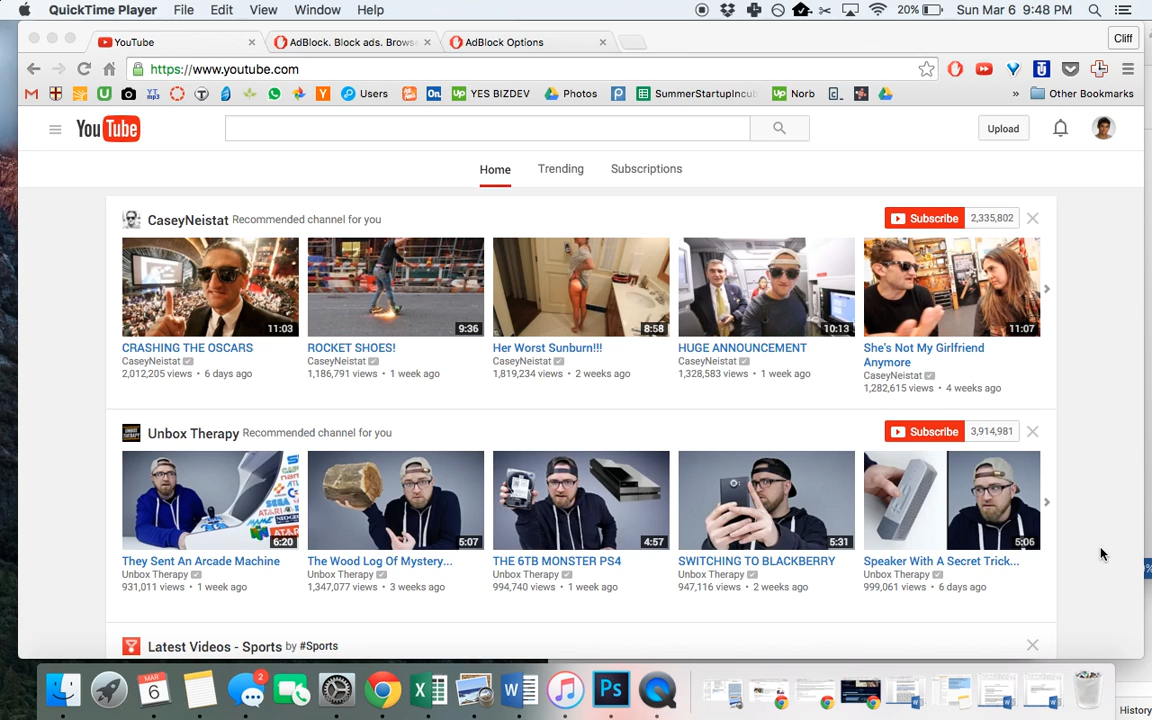 QuickTime Player File Edit View Window Help 20% Sun Mar 6 9:48 PM
YouTube AdBlock. Block ads. Brows AdBlock Options Cliff
https://www.youtube.com
Users On. YES BIZDEV Photos SummerStartupIncu Norb » Other Bookmarks
YouTube Upload
Home Trending Subscriptions
CaseyNeistat Recommended channel for you Subscribe 2,335,802
11:03 9:36 8:58 10:13 11:07
CRASHING THE OSCARS ROCKET SHOES! Her Worst Sunburn!!! HUGE ANNOUNCEMENT She's Not My Girlfriend
Anymore
CaseyNeistat CaseyNeistat CaseyNeistat CaseyNeistat CaseyNeistat
2,012,205 views • 6 days ago 1,186,791 views • 1 week ago 1,819,234 views • 2 weeks ago 1,328,583 views • 1 week ago 1,282,615 views • 4 weeks ago
Unbox Therapy Recommended channel for you Subscribe 3,914,981
6:20 5:07 4:57 5:31 5:06
They Sent An Arcade Machine The Wood Log Of Mystery... THE 6TB MONSTER PS4 SWITCHING TO BLACKBERRY Speaker With A Secret Trick...
Unbox Therapy Unbox Therapy Unbox Therapy Unbox Therapy Unbox Therapy
931,011 views • 1 week ago 1,347,077 views • 3 weeks ago 994,740 views • 1 week ago 947,116 views • 2 weeks ago 999,061 views • 6 days ago
Latest Videos - Sports by #Sports
MAR 6 2 Ps
History